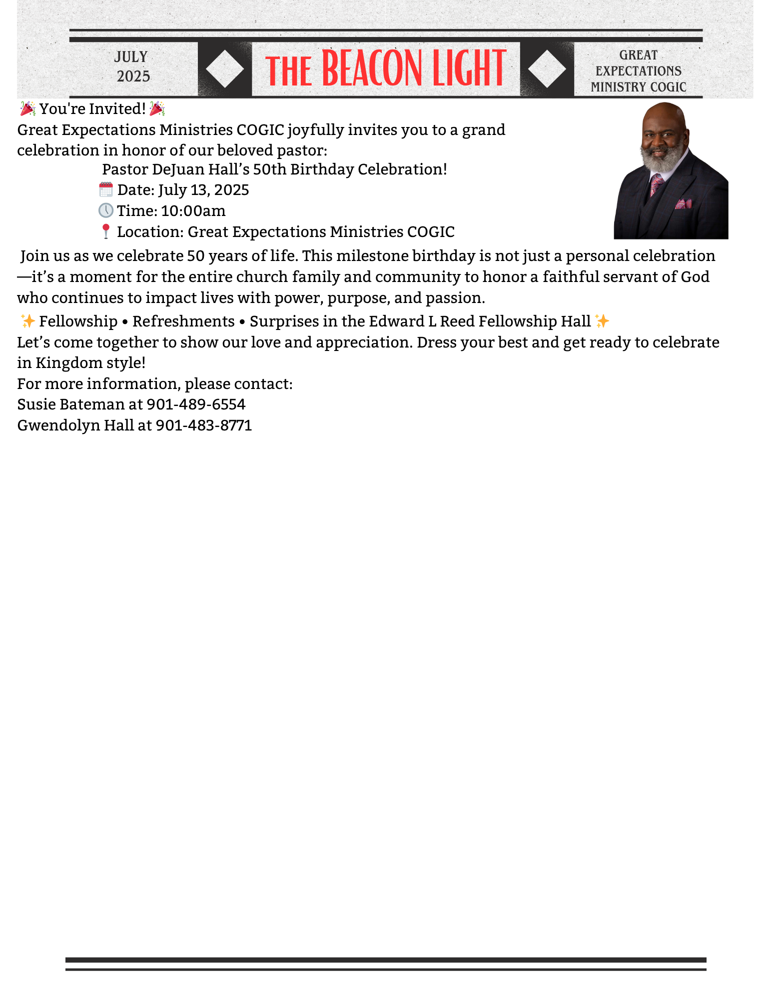 JULY
2025
THE BEACON LIGHT
GREAT
EXPECTATIONS
MINISTRY COGIC
🎉 You're Invited! 🎉
Great Expectations Ministries COGIC joyfully invites you to a grand
celebration in honor of our beloved pastor:
Pastor DeJuan Hall’s 50th Birthday Celebration!
🗓️ Date: July 13, 2025
🕔 Time: 10:00am
📍 Location: Great Expectations Ministries COGIC
Join us as we celebrate 50 years of life. This milestone birthday is not just a personal celebration
—it’s a moment for the entire church family and community to honor a faithful servant of God
who continues to impact lives with power, purpose, and passion.
✨ Fellowship • Refreshments • Surprises in the Edward L Reed Fellowship Hall ✨
Let’s come together to show our love and appreciation. Dress your best and get ready to celebrate
in Kingdom style!
For more information, please contact:
Susie Bateman at 901-489-6554
Gwendolyn Hall at 901-483-8771